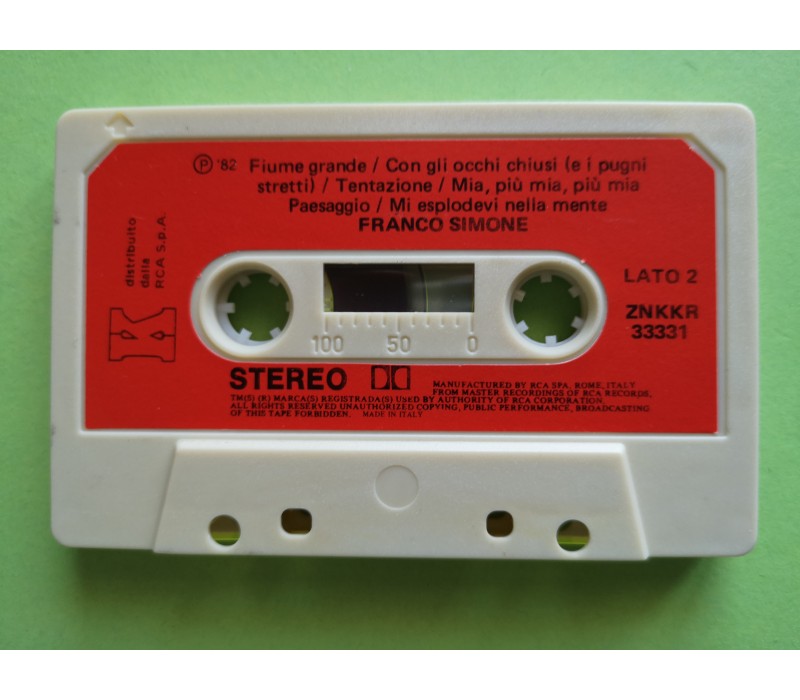 Ⓟ '82 Fiume grande / Con gli occhi chiusi (e i pugni
stretti) / Tentazione / Mia, più mia, più mia
Paesaggio / Mi esplodevi nella mente
FRANCO SIMONE
distribuito
dalla
RCA S.p.A.
K
LATO 2
ZNKKR
33331
100 50 0
STEREO
MANUFACTURED BY RCA SPA, ROME, ITALY
FROM MASTER RECORDINGS OF RCA RECORDS,
TM(S) (R) MARCA(S) REGISTRADA(S) USED BY AUTHORITY OF RCA CORPORATION
ALL RIGHTS RESERVED UNAUTHORIZED COPYING, PUBLIC PERFORMANCE, BROADCASTING
OF THIS TAPE FORBIDDEN. MADE IN ITALY